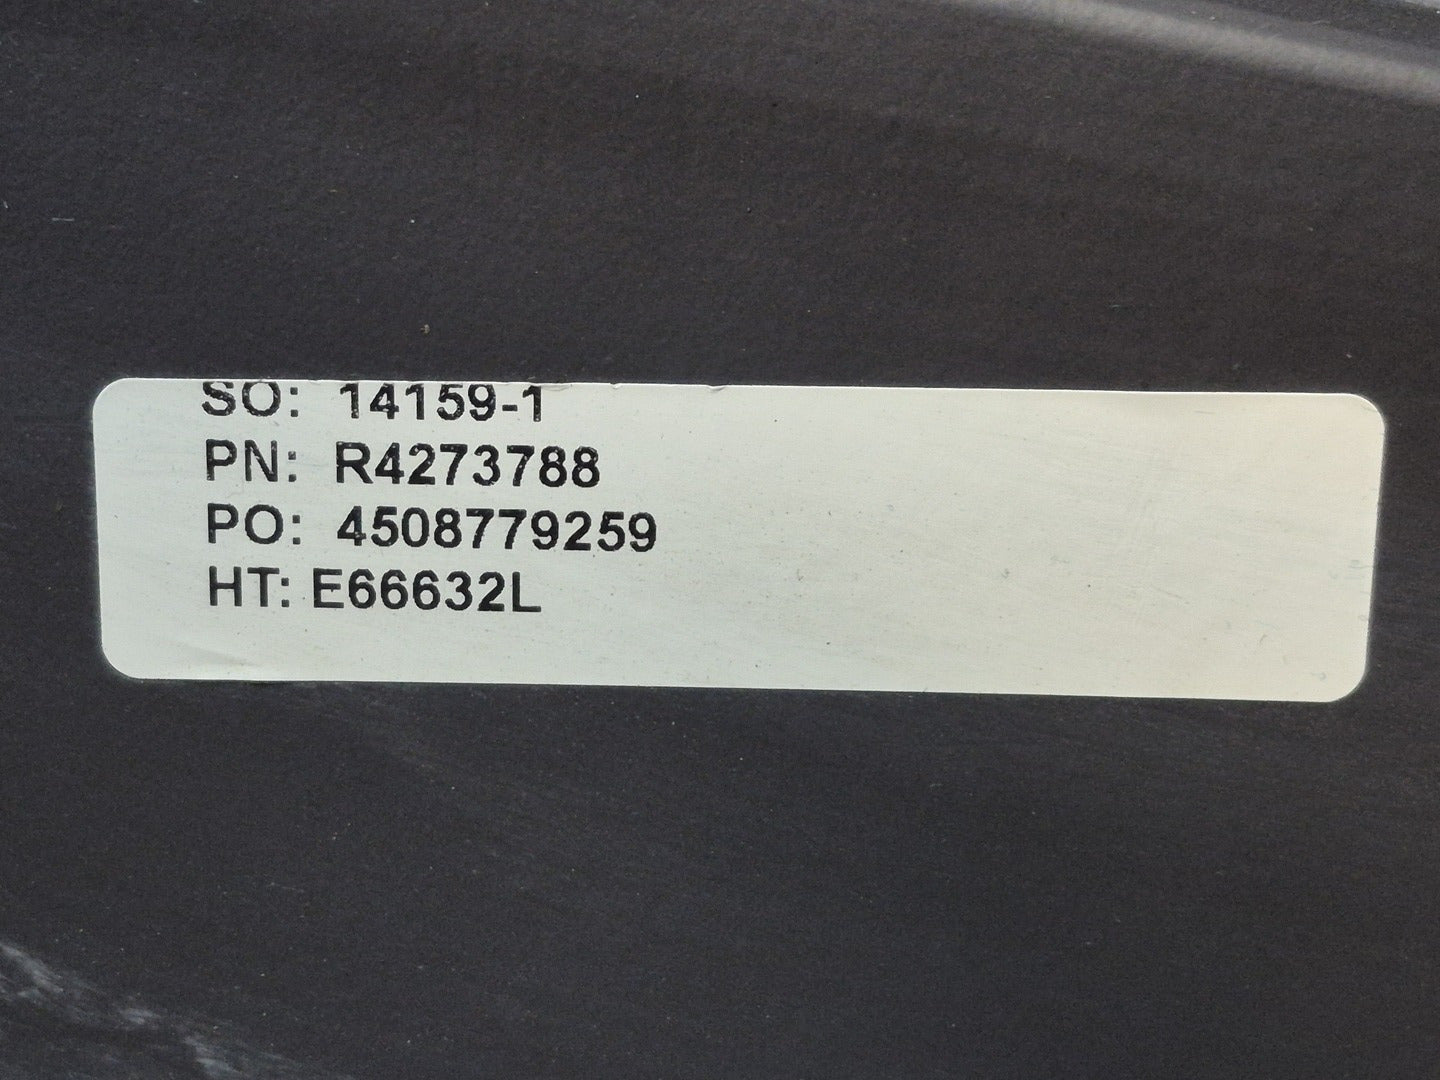 SO: 14159-1
PN: R4273788
PO: 4508779259
HT: E66632L